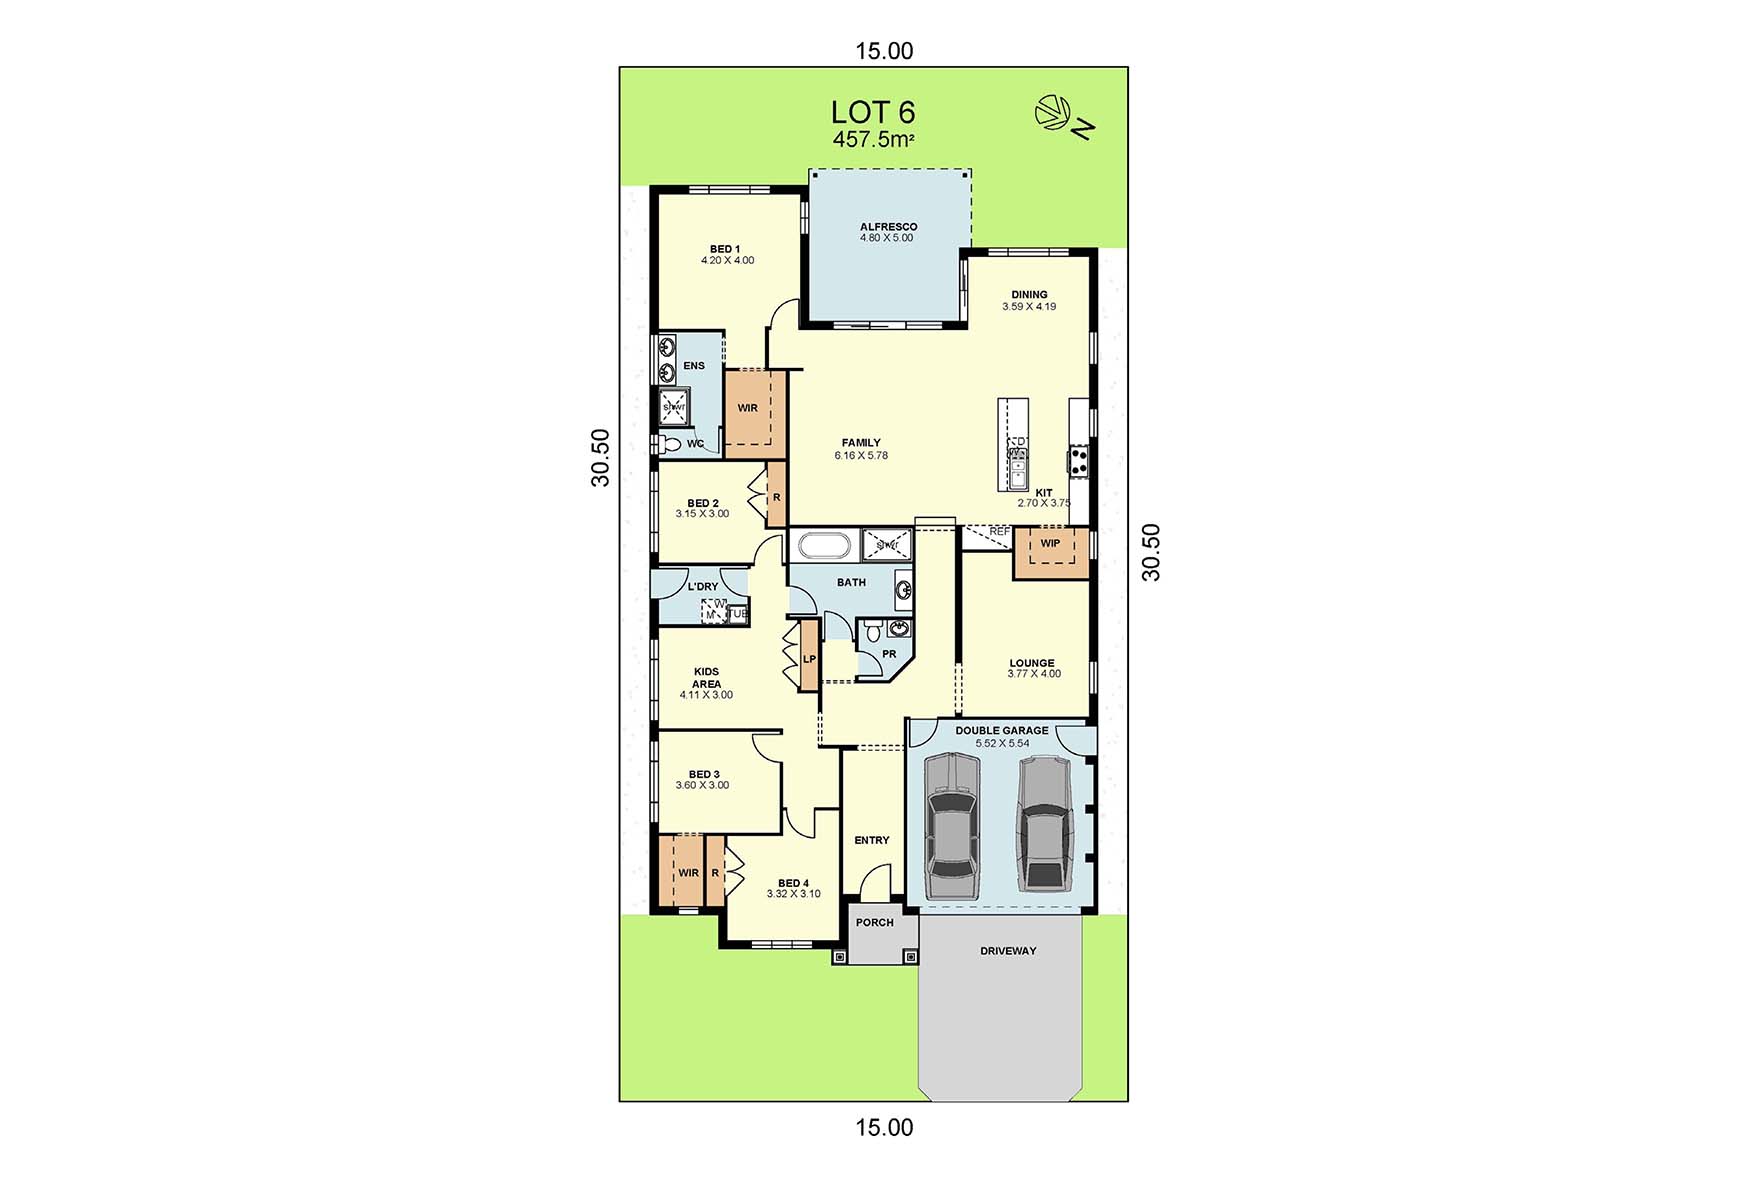 15.00
LOT 6
457.5m²
N
ALFRESCO
4.80 X 5.00
BED 1
4.20 X 4.00
DINING
3.59 X 4.19
ENS
shwr
WIR
WC
FAMILY
6.16 X 5.78
30.50
KIT
2.70 X 3.75
BED 2
3.15 X 3.00
R
REF
WIP
30.50
shwr
BATH
L'DRY
W
M
TUB
LP
PR
KIDS
AREA
4.11 X 3.00
LOUNGE
3.77 X 4.00
DOUBLE GARAGE
5.52 X 5.54
BED 3
3.60 X 3.00
ENTRY
WIR
R
BED 4
3.32 X 3.10
PORCH
DRIVEWAY
15.00